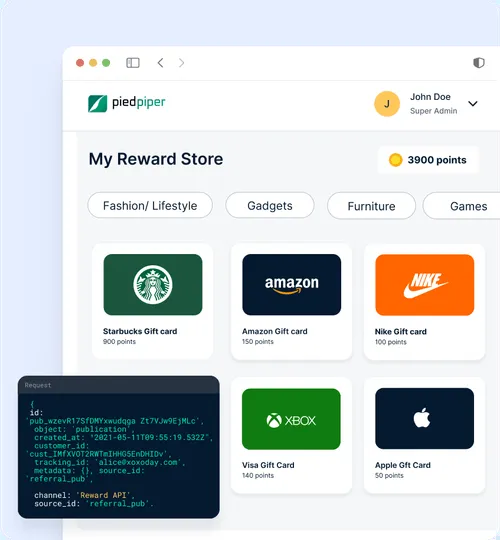 piedpiper
J
John Doe
Super Admin
My Reward Store
3900 points
Fashion/ Lifestyle
Gadgets
Furniture
Games
amazon
NIKE
Starbucks Gift card
900 points
Amazon Gift card
150 points
Nike Gift card
100 points
XBOX
Visa Gift Card
140 points
Apple Gft card
50 points
Request
{
id:
'pub_wzevR17SfDMYxwudqga Zt7VJw9EjMLc',
object: 'publication',
created_at: "2021-05-11T09:55:19.532Z",
customer_id:
'cust_IMfXVOT2RWTmIHHG5EnDHIDv',
tracking_id: 'alice@xoxoday.com',
metadata: {}, source_id:
'referral_pub',
channel: 'Reward API',
source_id: 'referral_pub'.